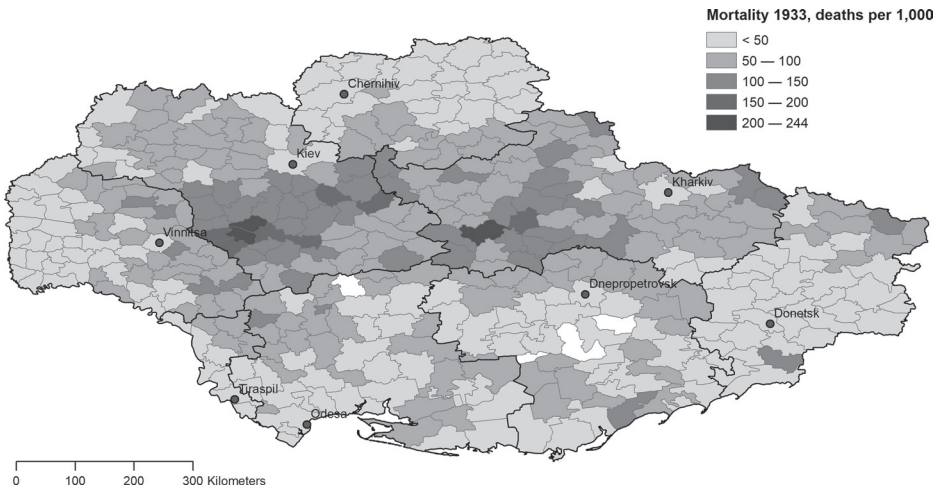 Mortality 1933, deaths per 1,000
< 50
50 — 100
100 — 150
150 — 200
200 — 244
Chernihiv
Kiev
Kharkiv
Vinnitsa
Dnepropetrovsk
Donetsk
Tiraspil
Odesa
0 100 200 300 Kilometers